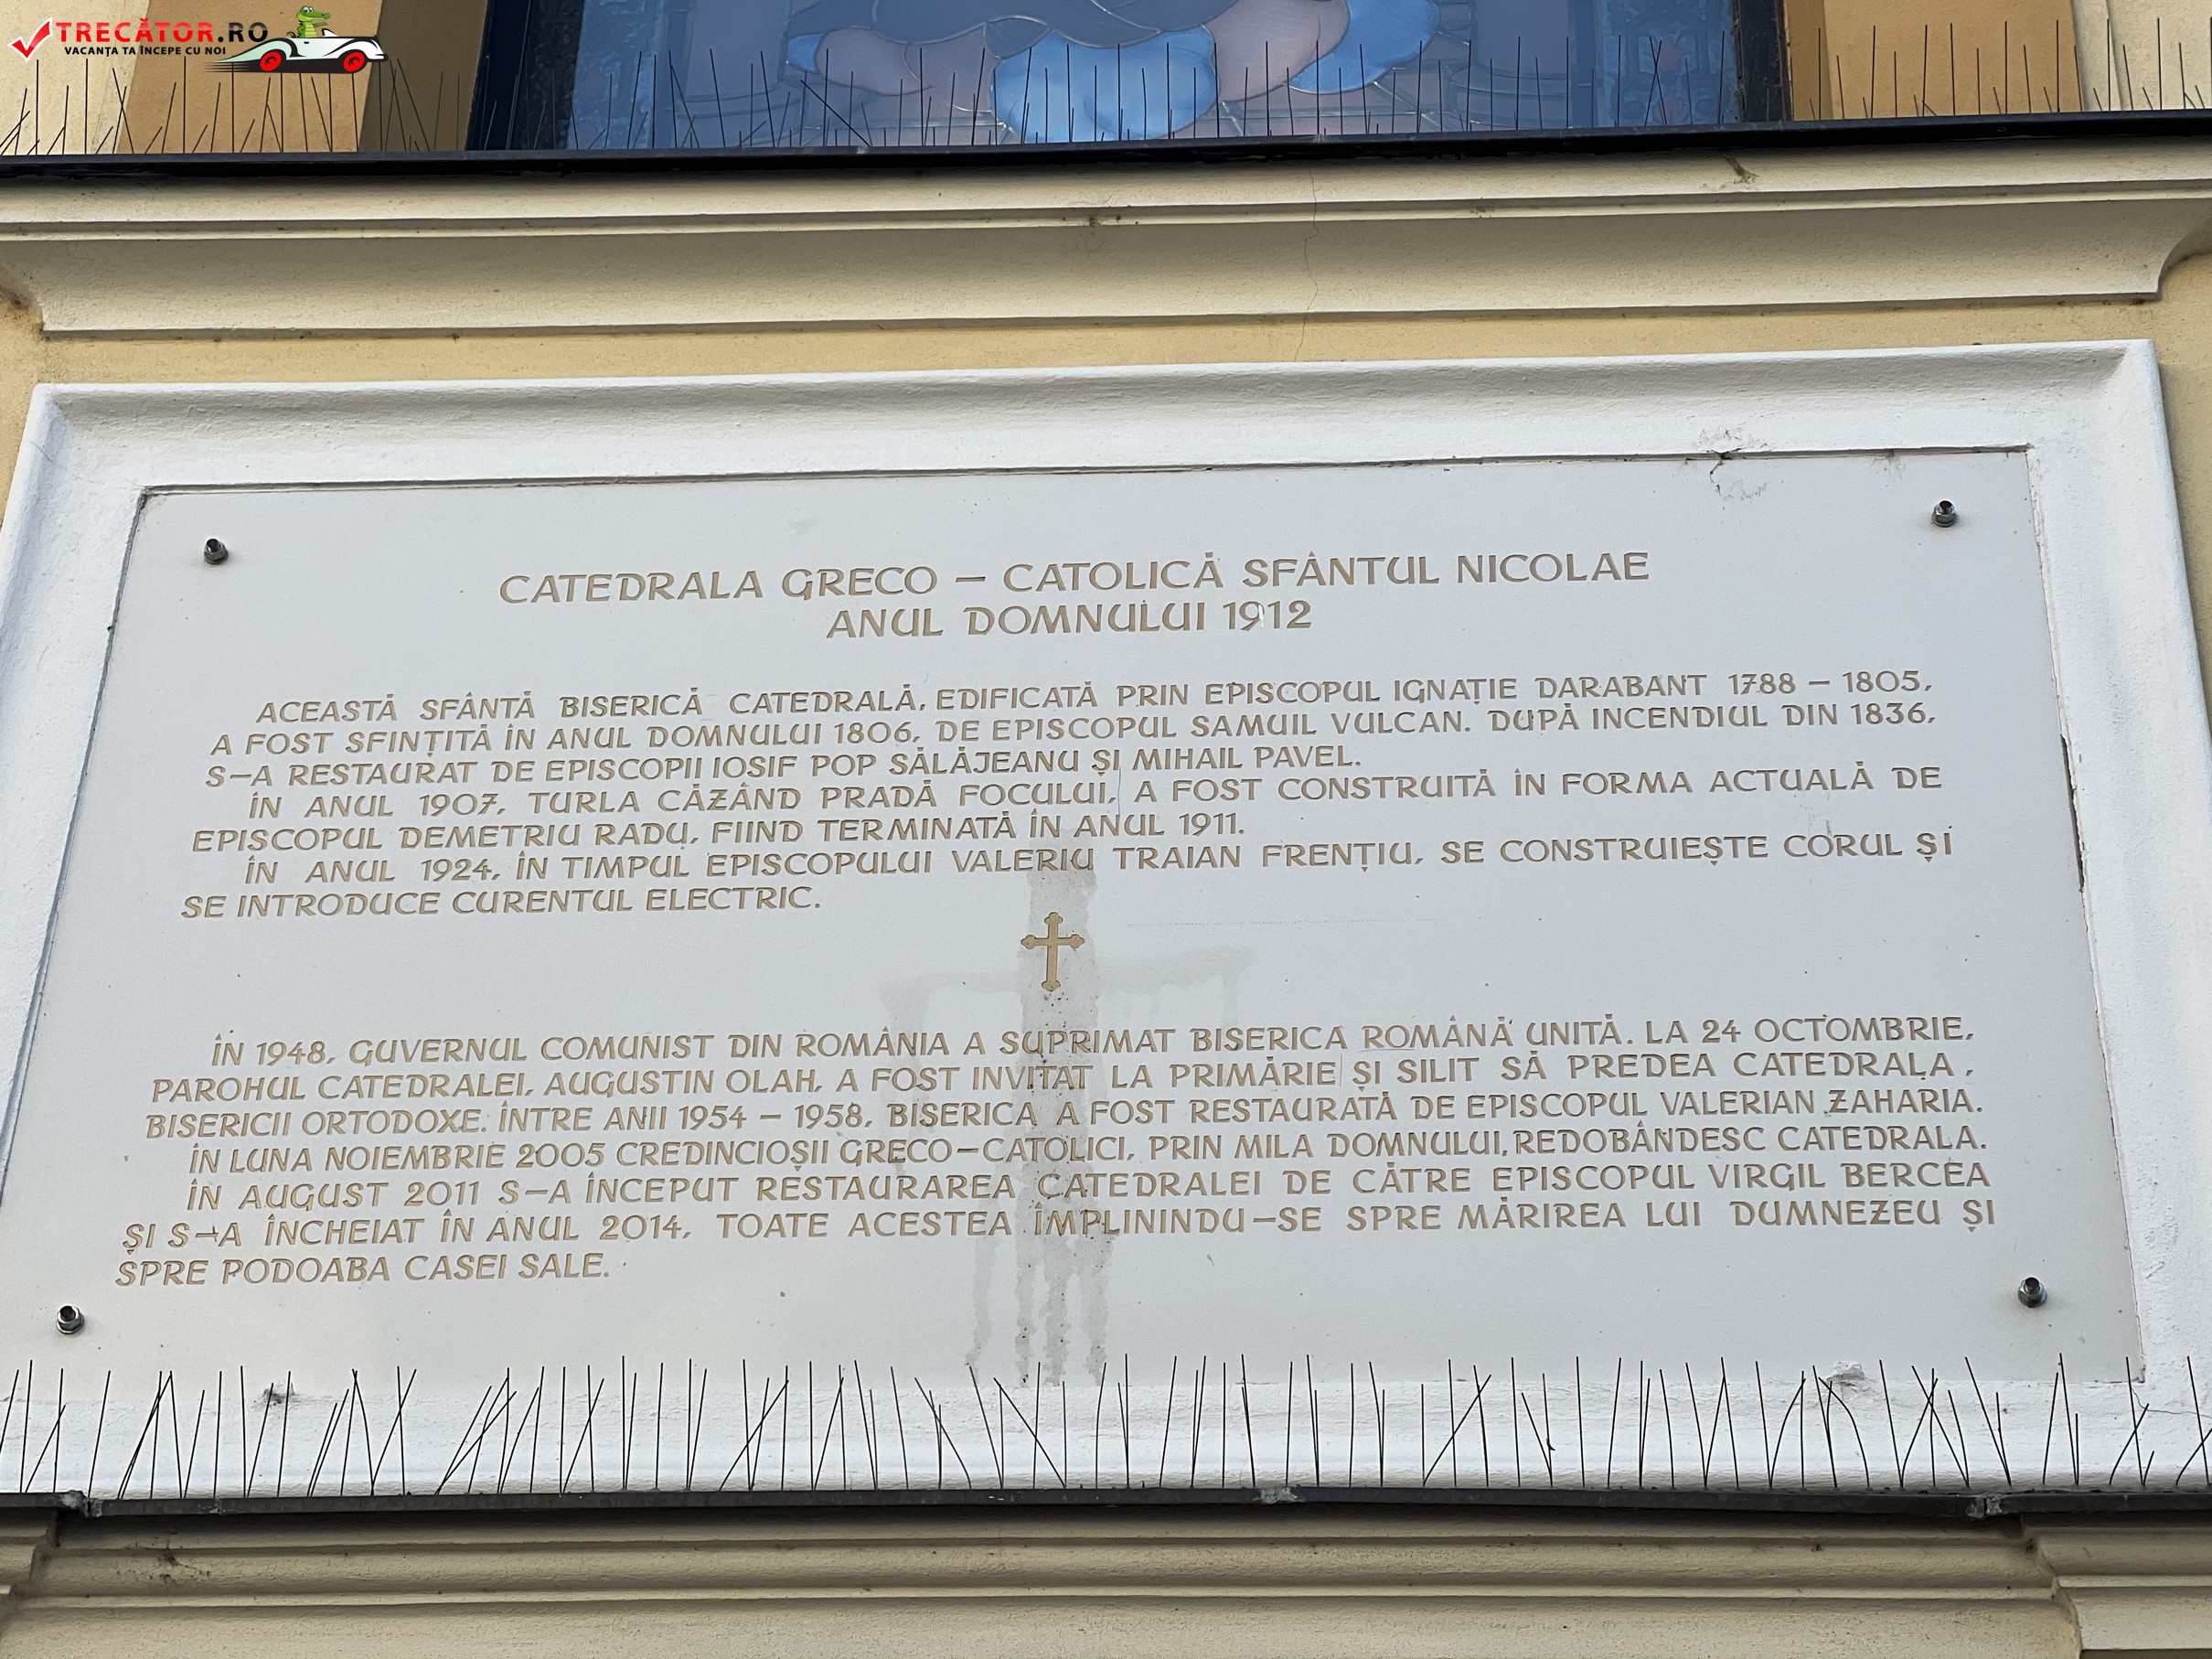 TRECĂTOR.RO
VACANȚA TA ÎNCEPE CU NOI
CATEDRALA GRECO – CATOLICĂ SFÂNTUL NICOLAE
ANUL DOMNULUI 1912
ACEASTĂ SFÂNTĂ BISERICĂ CATEDRALĂ, EDIFICATĂ PRIN EPISCOPUL IGNAȚIE DARABANT 1788 – 1805,
A FOST SFINȚITĂ ÎN ANUL DOMNULUI 1806, DE EPISCOPUL SAMUIL VULCAN. DUPĂ INCENDIUL DIN 1836,
S–A RESTAURAT DE EPISCOPII IOSIF POP SĂLĂJEANU ȘI MIHAIL PAVEL.
ÎN ANUL 1907, TURLA CĂZÂND PRADĂ FOCULUI, A FOST CONSTRUITĂ ÎN FORMA ACTUALĂ DE
EPISCOPUL DEMETRIU RADU, FIIND TERMINATĂ ÎN ANUL 1911.
ÎN ANUL 1924, ÎN TIMPUL EPISCOPULUI VALERIU TRAIAN FRENȚIU, SE CONSTRUIEȘTE CORUL ȘI
SE INTRODUCE CURENTUL ELECTRIC.
ÎN 1948, GUVERNUL COMUNIST DIN ROMÂNIA A SUPRIMAT BISERICA ROMÂNĂ UNITĂ. LA 24 OCTOMBRIE,
PAROHUL CATEDRALEI, AUGUSTIN OLAH, A FOST INVITAT LA PRIMĂRIE ȘI SILIT SĂ PREDEA CATEDRALA,
BISERICII ORTODOXE. ÎNTRE ANII 1954 – 1958, BISERICA A FOST RESTAURATĂ DE EPISCOPUL VALERIAN ZAHARIA.
ÎN LUNA NOIEMBRIE 2005 CREDINCIOȘII GRECO–CATOLICI, PRIN MILA DOMNULUI, REDOBÂNDESC CATEDRALA.
ÎN AUGUST 2011 S–A ÎNCEPUT RESTAURAREA CATEDRALEI DE CĂTRE EPISCOPUL VIRGIL BERCEA
ȘI S–A ÎNCHEIAT ÎN ANUL 2014, TOATE ACESTEA ÎMPLININDU–SE SPRE MĂRIREA LUI DUMNEZEU ȘI
SPRE PODOABA CASEI SALE.